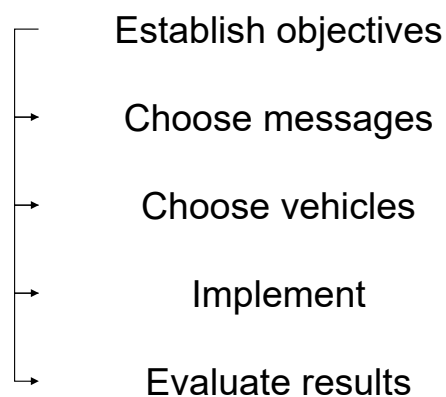 Establish objectives
Choose messages
Choose vehicles
Implement
Evaluate results